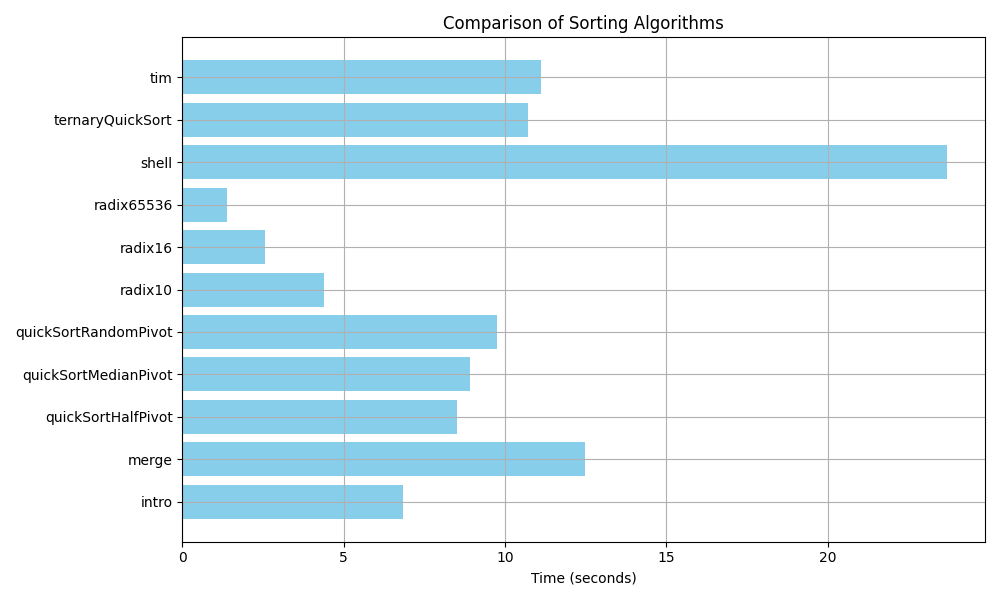 Comparison of Sorting Algorithms
tim
ternaryQuickSort
shell
radix65536
radix16
radix10
quickSortRandomPivot
quickSortMedianPivot
quickSortHalfPivot
merge
intro
0 5 10 15 20
Time (seconds)